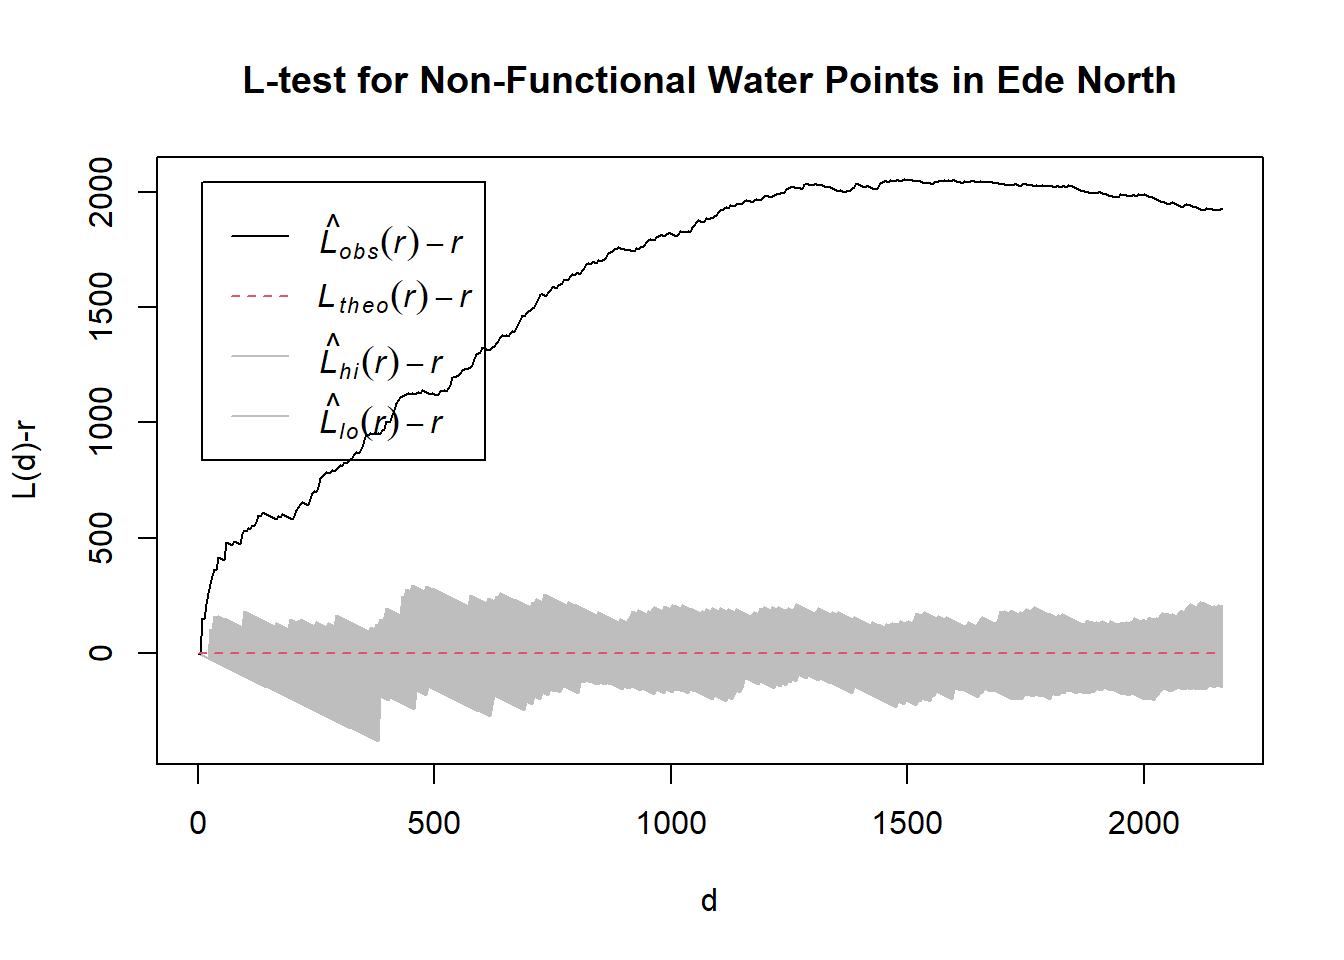 L-test for Non-Functional Water Points in Ede North
L̂obs(r) − r
Ltheo(r) − r
L̂hi(r) − r
L̂lo(r) − r
L(d)-r
2000
1500
1000
500
0
0 500 1000 1500 2000
d